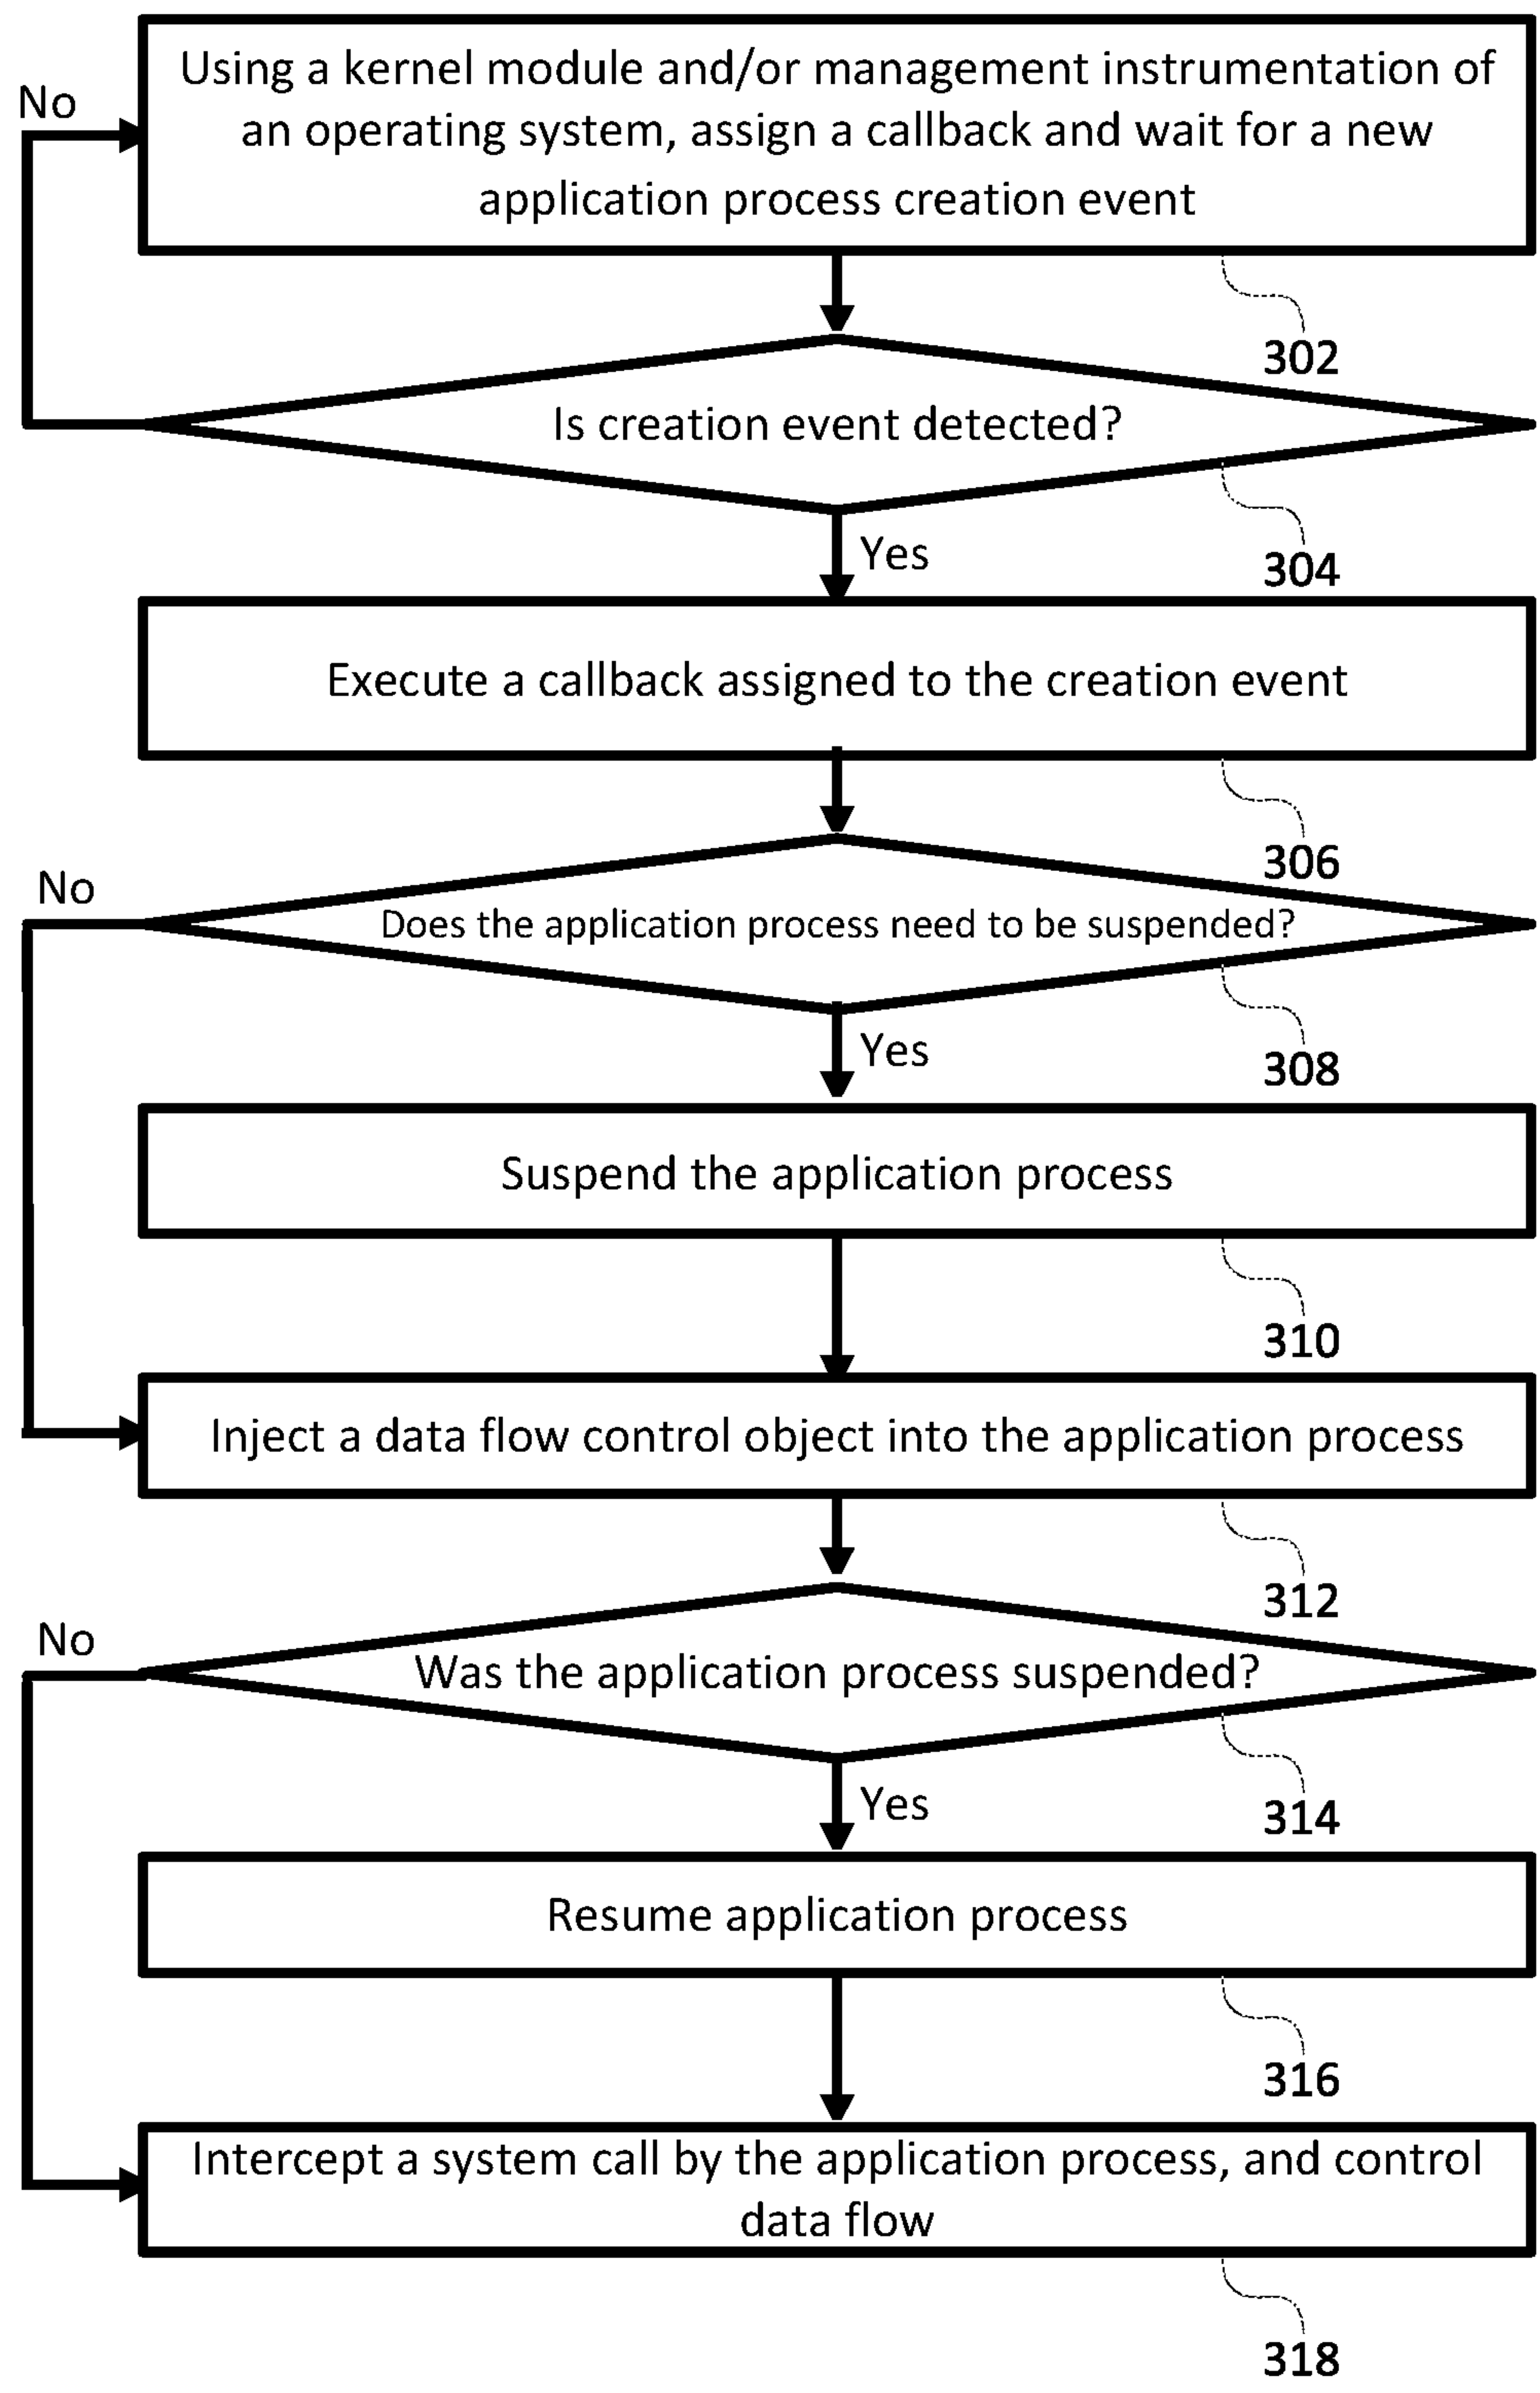 Using a kernel module and/or management instrumentation of
No
an operating system, assign a callback and wait for a new
application process creation event
302
Is creation event detected?
Yes
304
Execute a callback assigned to the creation event
306
No
Does the application process need to be suspended?
Yes
308
Suspend the application process
310
Inject a data flow control object into the application process
312
No
Was the application process suspended?
Yes
314
Resume application process
316
Intercept a system call by the application process, and control
data flow
318